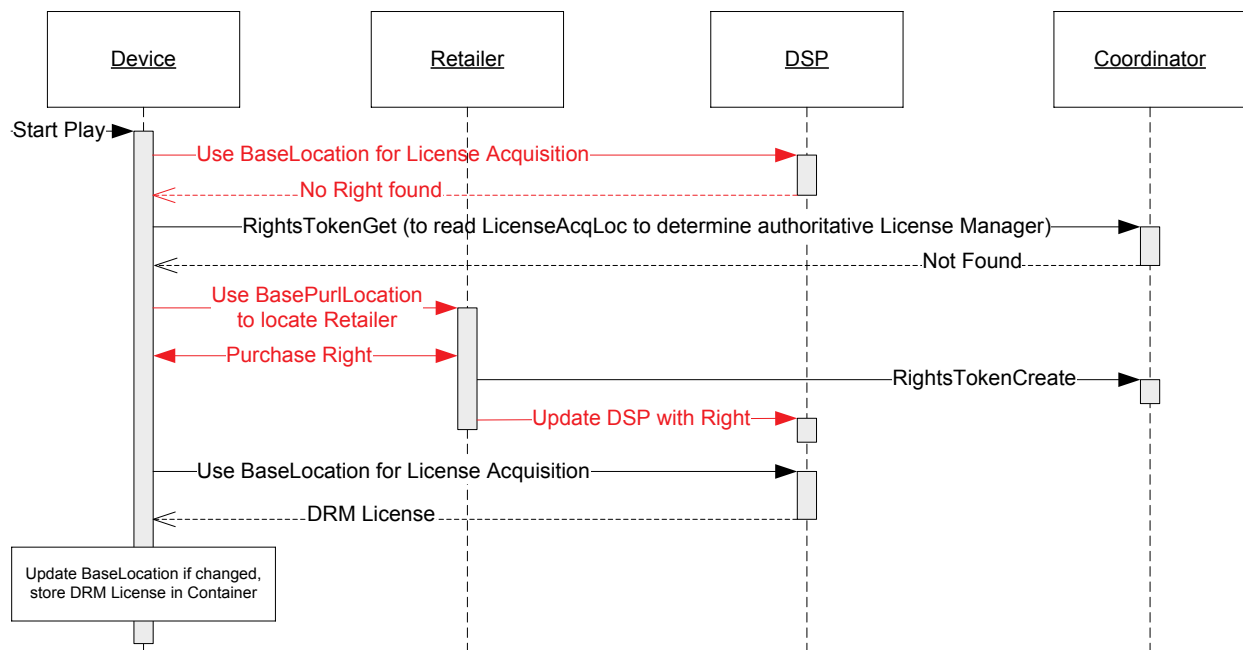 Device
Retailer
DSP
Coordinator
Start Play
Use BaseLocation for License Acquisition
No Right found
RightsTokenGet (to read LicenseAcqLoc to determine authoritative License Manager)
Not Found
Use BasePurlLocation
to locate Retailer
Purchase Right
RightsTokenCreate
Update DSP with Right
Use BaseLocation for License Acquisition
DRM License
Update BaseLocation if changed,
store DRM License in Container